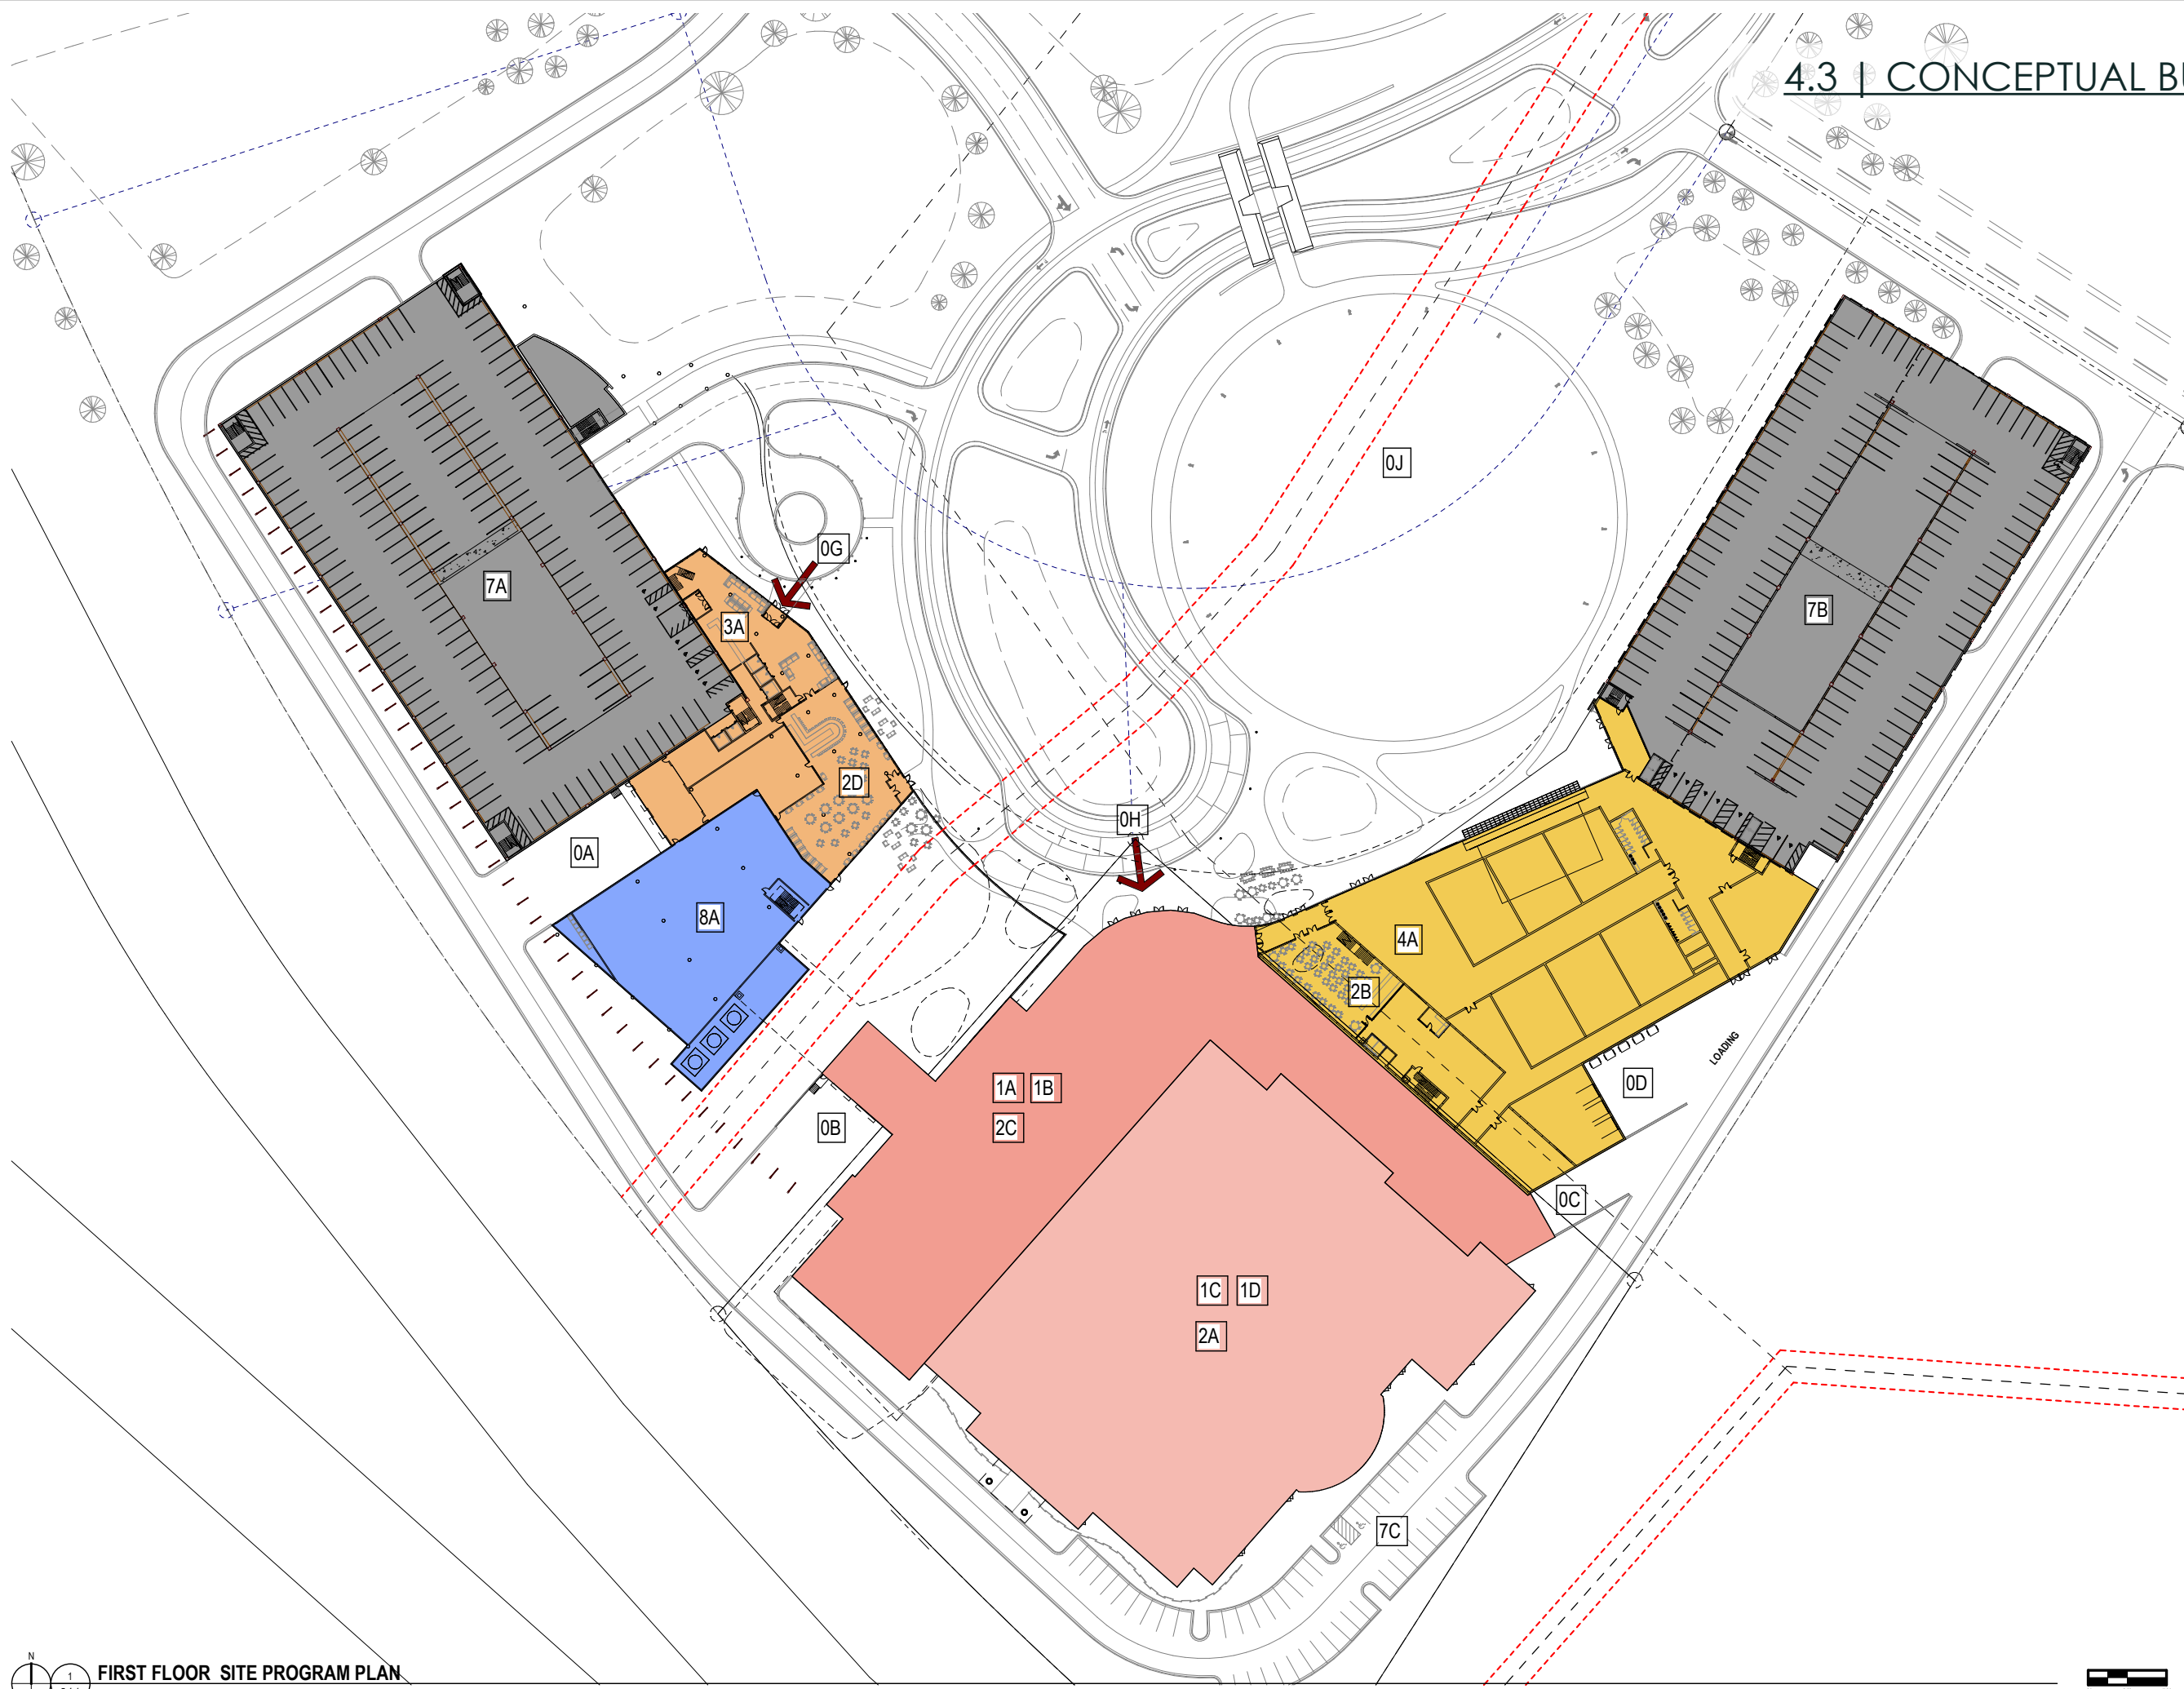 4.3 | CONCEPTUAL
0J
0G
7A
7B
3A
2D
0H
0A
8A
4A
2B
LOADING
0D
1A 1B
0B
2C
0C
1C 1D
2A
7C
N
1
FIRST FLOOR SITE PROGRAM PLAN